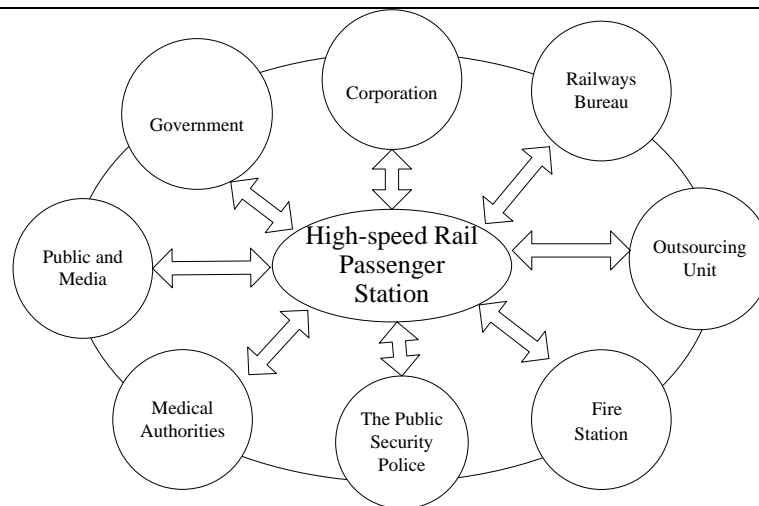 Corporation
Railways
Bureau
Government
High-speed Rail
Passenger
Station
Public and
Media
Outsourcing
Unit
Medical
Authorities
The Public
Security
Police
Fire
Station